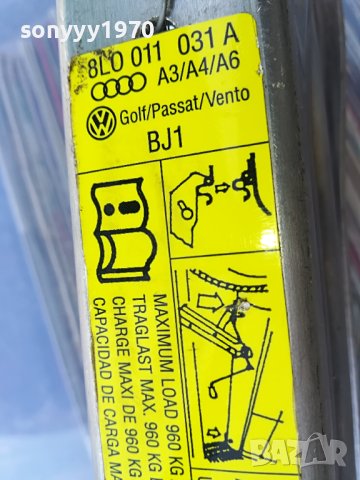 sonyyy1970
8L0 011 031 A
A3/A4/A6
Golf/Passat/Vento
BJ1
MAXIMUM LOAD 960 KG
TRAGLAST MAX. 960 KG
CHARGE MAXI DE 960 KG
CAPACIDAD DE CARGA
bazar